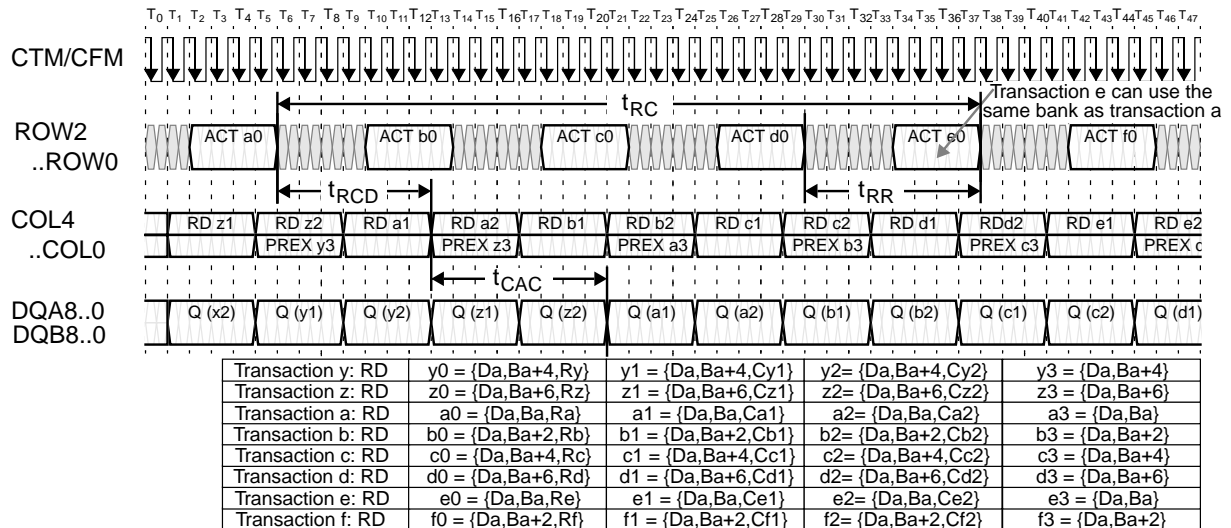 T0 T1 T2 T3 T4 T5 T6 T7 T8 T9 T10 T11 T12 T13 T14 T15 T16 T17 T18 T19 T20 T21 T22 T23 T24 T25 T26 T27 T28 T29 T30 T31 T32 T33 T34 T35 T36 T37 T38 T39 T40 T41 T42 T43 T44 T45 T46 T47
CTM/CFM
Transaction e can use the
same bank as transaction a
tRC
ROW2
..ROW0
ACT a0 ACT b0 ACT c0 ACT d0 ACT e0 ACT f0
tRCD tRR
COL4
..COL0
RD z1 RD z2 RD a1 RD a2 RD b1 RD b2 RD c1 RD c2 RD d1 RDd2 RD e1 RD e2
PREX y3 PREX z3 PREX a3 PREX b3 PREX c3 PREX d
tCAC
DQA8..0
DQB8..0
Q (x2) Q (y1) Q (y2) Q (z1) Q (z2) Q (a1) Q (a2) Q (b1) Q (b2) Q (c1) Q (c2) Q (d1)
Transaction y: RD y0 = {Da,Ba+4,Ry} y1 = {Da,Ba+4,Cy1} y2= {Da,Ba+4,Cy2} y3 = {Da,Ba+4}
Transaction z: RD z0 = {Da,Ba+6,Rz} z1 = {Da,Ba+6,Cz1} z2= {Da,Ba+6,Cz2} z3 = {Da,Ba+6}
Transaction a: RD a0 = {Da,Ba,Ra} a1 = {Da,Ba,Ca1} a2= {Da,Ba,Ca2} a3 = {Da,Ba}
Transaction b: RD b0 = {Da,Ba+2,Rb} b1 = {Da,Ba+2,Cb1} b2= {Da,Ba+2,Cb2} b3 = {Da,Ba+2}
Transaction c: RD c0 = {Da,Ba+4,Rc} c1 = {Da,Ba+4,Cc1} c2= {Da,Ba+4,Cc2} c3 = {Da,Ba+4}
Transaction d: RD d0 = {Da,Ba+6,Rd} d1 = {Da,Ba+6,Cd1} d2= {Da,Ba+6,Cd2} d3 = {Da,Ba+6}
Transaction e: RD e0 = {Da,Ba,Re} e1 = {Da,Ba,Ce1} e2= {Da,Ba,Ce2} e3 = {Da,Ba}
Transaction f: RD f0 = {Da,Ba+2,Rf} f1 = {Da,Ba+2,Cf1} f2= {Da,Ba+2,Cf2} f3 = {Da,Ba+2}